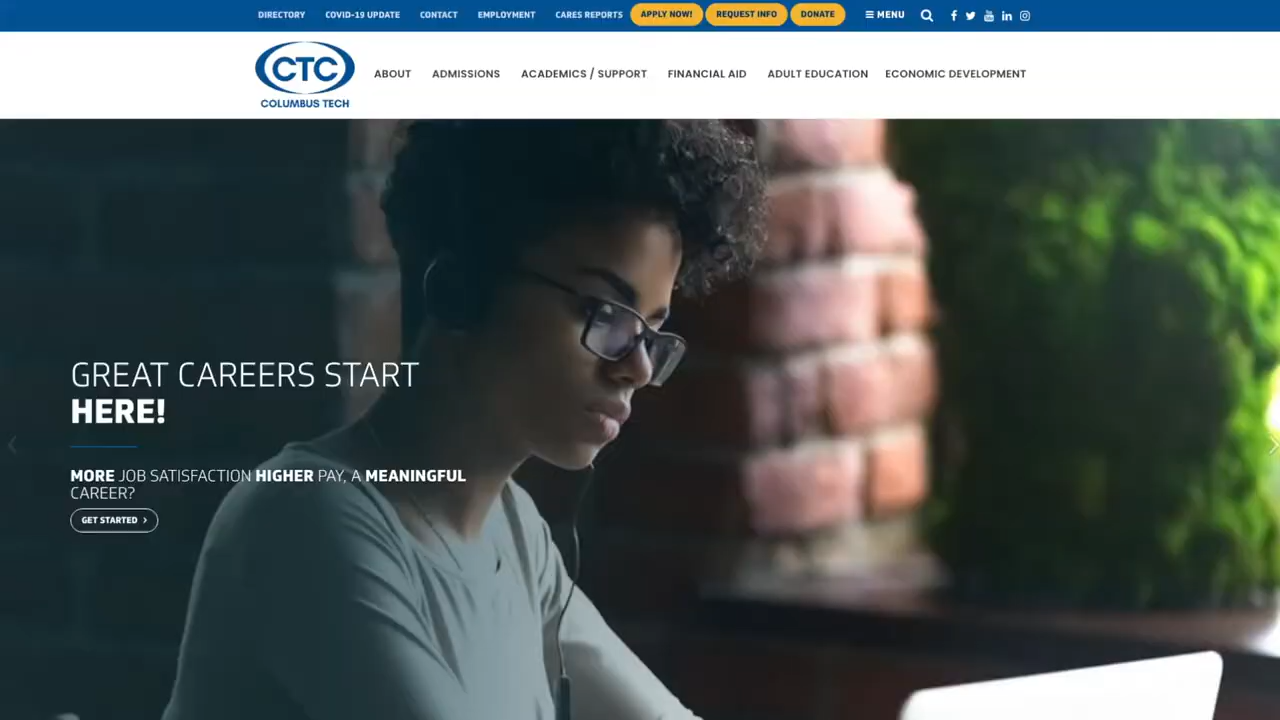 DIRECTORY COVID-19 UPDATE CONTACT EMPLOYMENT CARES REPORTS APPLY NOW! REQUEST INFO DONATE MENU
CTC
COLUMBUS TECH
ABOUT ADMISSIONS ACADEMICS / SUPPORT FINANCIAL AID ADULT EDUCATION ECONOMIC DEVELOPMENT
GREAT CAREERS START
HERE!
MORE JOB SATISFACTION HIGHER PAY, A MEANINGFUL
CAREER?
GET STARTED